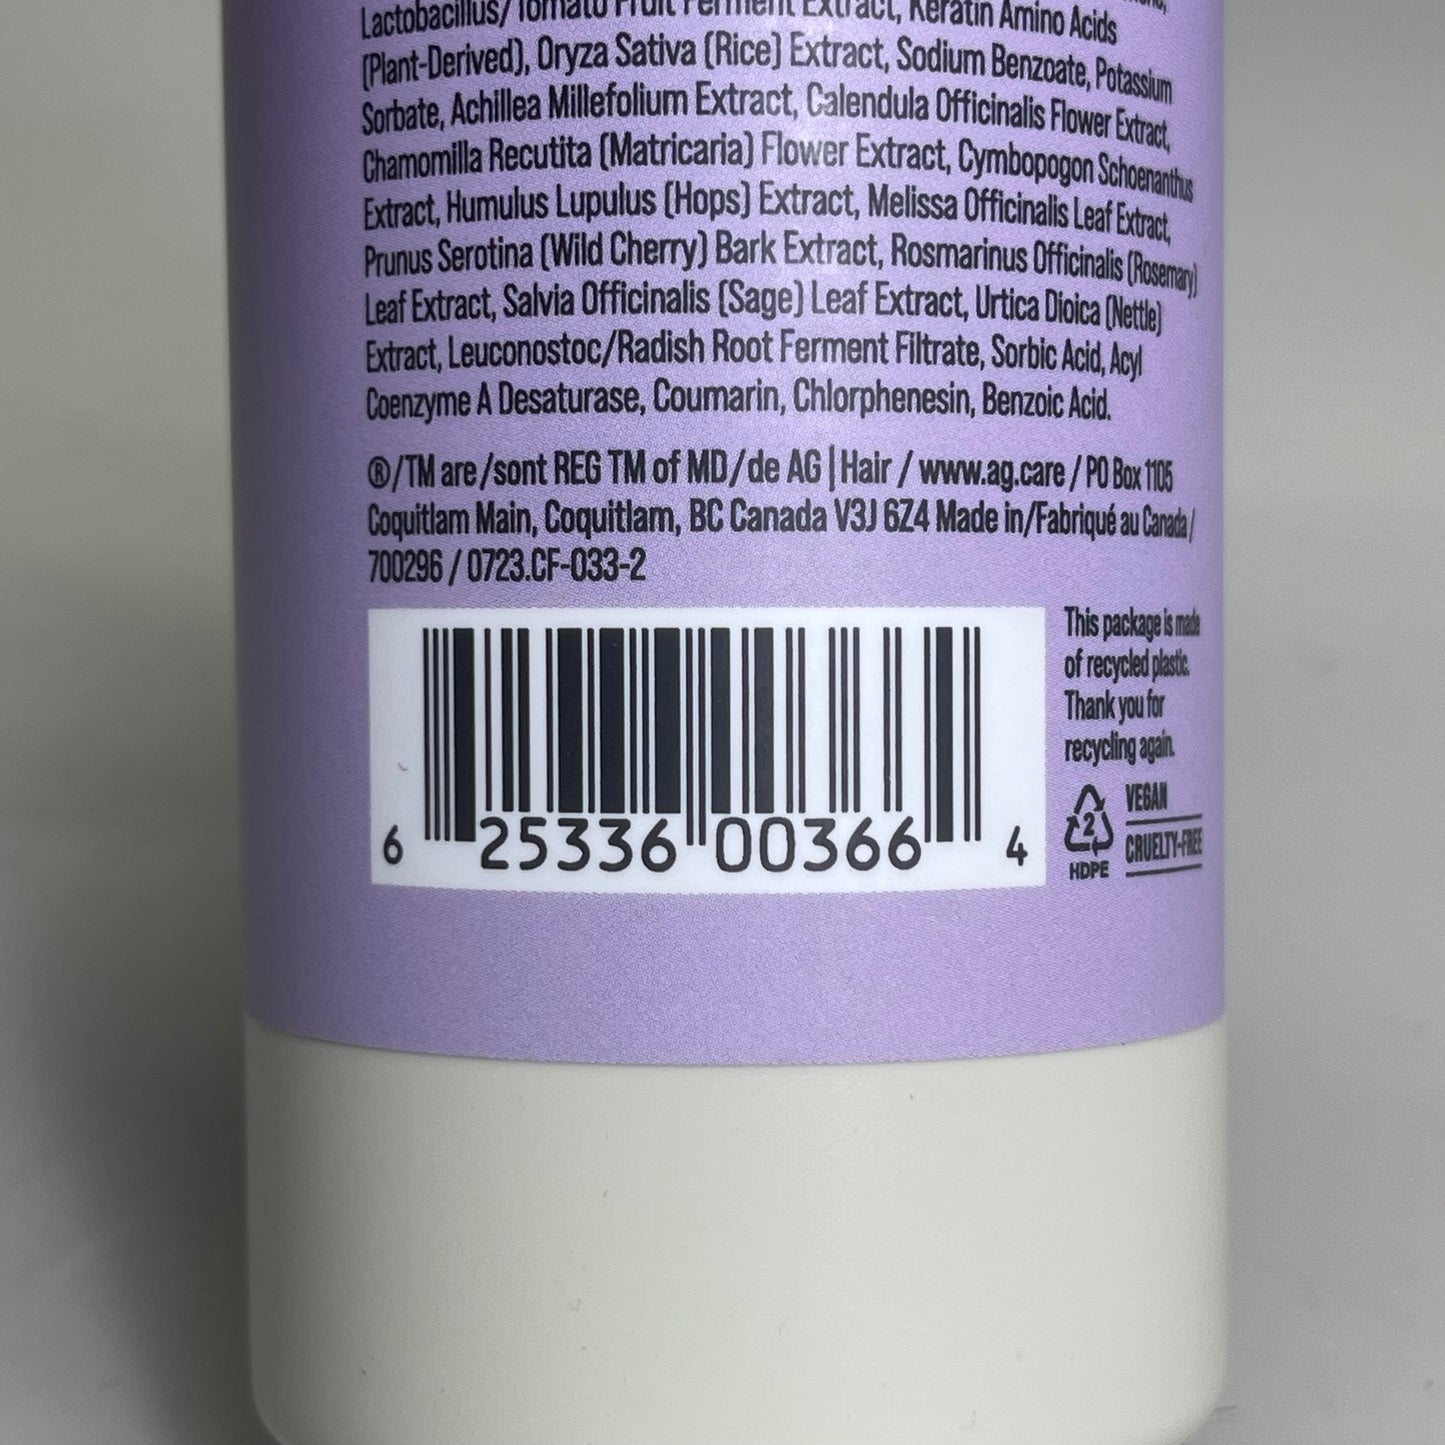 Lactobacillus/Tomato Fruit Ferment Extract, Keratin Amino Acids
(Plant-Derived), Oryza Sativa (Rice) Extract, Sodium Benzoate, Potassium
Sorbate, Achillea Millefolium Extract, Calendula Officinalis Flower Extract,
Chamomilla Recutita (Matricaria) Flower Extract, Cymbopogon Schoenanthus
Extract, Humulus Lupulus (Hops) Extract, Melissa Officinalis Leaf Extract,
Prunus Serotina (Wild Cherry) Bark Extract, Rosmarinus Officinalis (Rosemary)
Leaf Extract, Salvia Officinalis (Sage) Leaf Extract, Urtica Dioica (Nettle)
Extract, Leuconostoc/Radish Root Ferment Filtrate, Sorbic Acid, Acyl
Coenzyme A Desaturase, Coumarin, Chlorphenesin, Benzoic Acid.
®/TM are/sont REG TM of MD/de AG | Hair / www.ag.care / PO Box 1105
Coquitlam Main, Coquitlam, BC Canada V3J 6Z4 Made in/Fabriqué au Canada /
700296 / 0723.CF-033-2
6 25336 00366 4
This package is made
of recycled plastic.
Thank you for
recycling again.
2
HDPE
VEGAN
CRUELTY-FREE